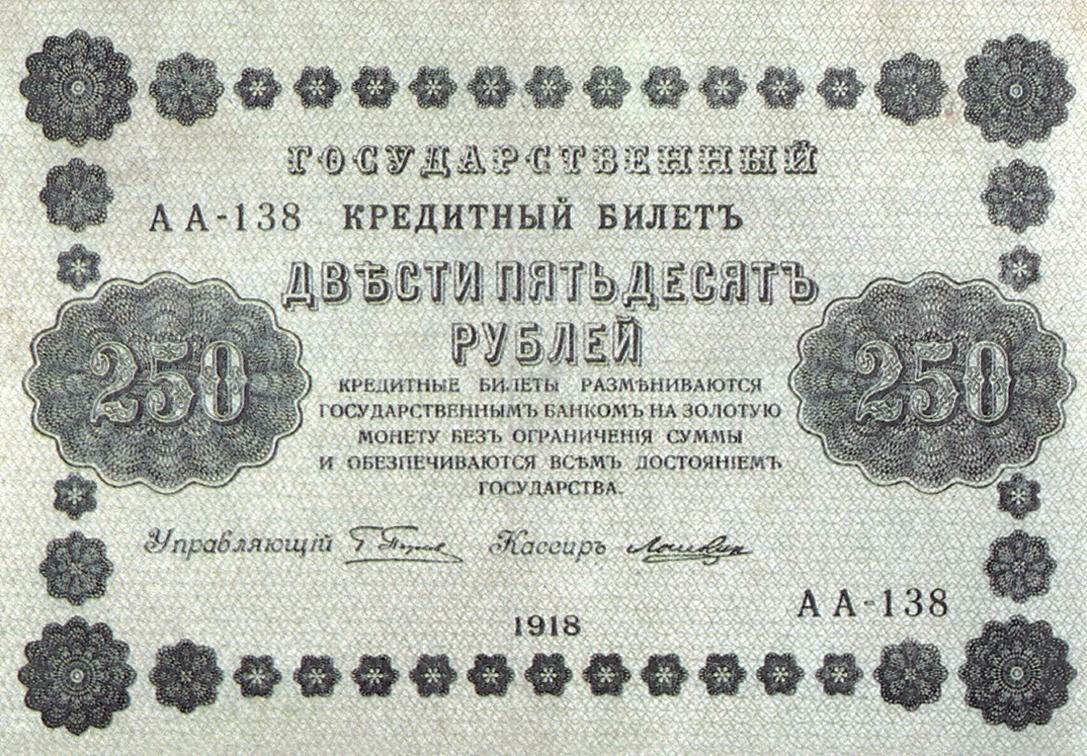 ГОСУДАРСТВЕННЫЙ
АА-138 КРЕДИТНЫЙ БИЛЕТЪ
ДВѢСТИ ПЯТЬДЕСЯТЪ
РУБЛЕЙ
250
250
КРЕДИТНЫЕ БИЛЕТЫ РАЗМѢНИВАЮТСЯ
ГОСУДАРСТВЕННЫМЪ БАНКОМЪ НА ЗОЛОТУЮ
МОНЕТУ БЕЗЪ ОГРАНИЧЕНІЯ СУММЫ
И ОБЕЗПЕЧИВАЮТСЯ ВСѢМЪ ДОСТОЯНІЕМЪ
ГОСУДАРСТВА.
Управляющій Кассиръ
АА-138
1918